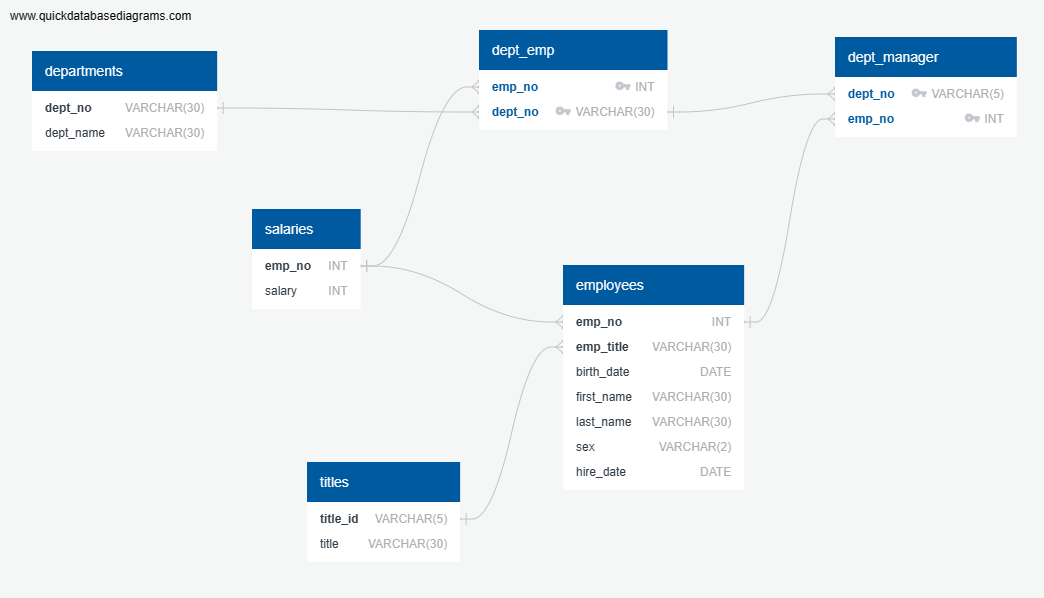 www.quickdatabasediagrams.com
departments
dept_no VARCHAR(30)
dept_name VARCHAR(30)
dept_emp
emp_no INT
dept_no VARCHAR(30)
dept_manager
dept_no VARCHAR(5)
emp_no INT
salaries
emp_no INT
salary INT
employees
emp_no INT
emp_title VARCHAR(30)
birth_date DATE
first_name VARCHAR(30)
last_name VARCHAR(30)
sex VARCHAR(2)
hire_date DATE
titles
title_id VARCHAR(5)
title VARCHAR(30)